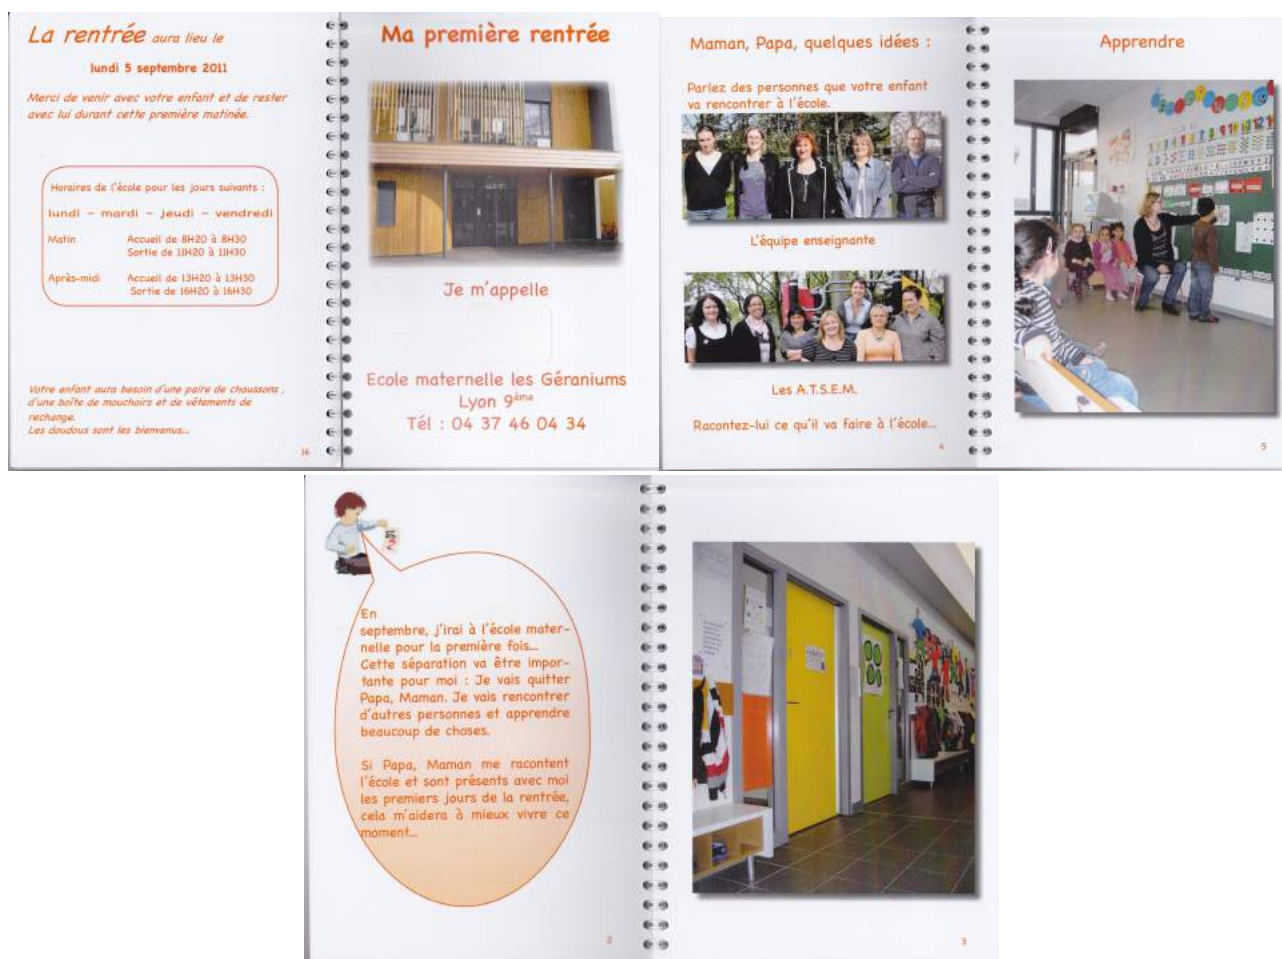 La rentrée aura lieu le
lundi 5 septembre 2011
Merci de venir avec votre enfant et de rester
avec lui durant cette première matinée.
Horaires de l'école pour les jours suivants :
lundi – mardi – jeudi – vendredi
Matin Accueil de 8H20 à 8H30
Sortie de 11H20 à 11H30
Après-midi Accueil de 13H20 à 13H30
Sortie de 16H20 à 16H30
Votre enfant aura besoin d'une paire de chaussons ,
d'une boîte de mouchoirs et de vêtements de
rechange.
Les doudous sont les bienvenus...
16
Ma première rentrée
Je m'appelle
Ecole maternelle les Géraniums
Lyon 9ème
Tél : 04 37 46 04 34
Maman, Papa, quelques idées :
Parlez des personnes que votre enfant
va rencontrer à l'école.
L'équipe enseignante
Les A.T.S.E.M.
Racontez-lui ce qu'il va faire à l'école...
4
Apprendre
5
En
septembre, j'irai à l'école mater-
nelle pour la première fois...
Cette séparation va être impor-
tante pour moi : Je vais quitter
Papa, Maman. Je vais rencontrer
d'autres personnes et apprendre
beaucoup de choses.
Si Papa, Maman me racontent
l'école et sont présents avec moi
les premiers jours de la rentrée,
cela m'aidera à mieux vivre ce
moment...
2
3